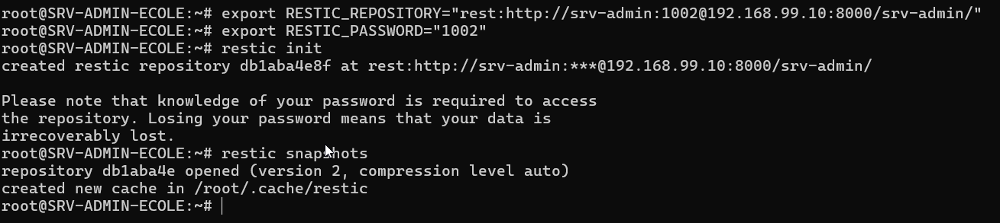 root@SRV-ADMIN-ECOLE:~# export RESTIC_REPOSITORY="rest:http://srv-admin:1002@192.168.99.10:8000/srv-admin/"
root@SRV-ADMIN-ECOLE:~# export RESTIC_PASSWORD="1002"
root@SRV-ADMIN-ECOLE:~# restic init
created restic repository db1aba4e8f at rest:http://srv-admin:***@192.168.99.10:8000/srv-admin/

Please note that knowledge of your password is required to access
the repository. Losing your password means that your data is
irrecoverably lost.
root@SRV-ADMIN-ECOLE:~# restic snapshots
repository db1aba4e opened (version 2, compression level auto)
created new cache in /root/.cache/restic
root@SRV-ADMIN-ECOLE:~#